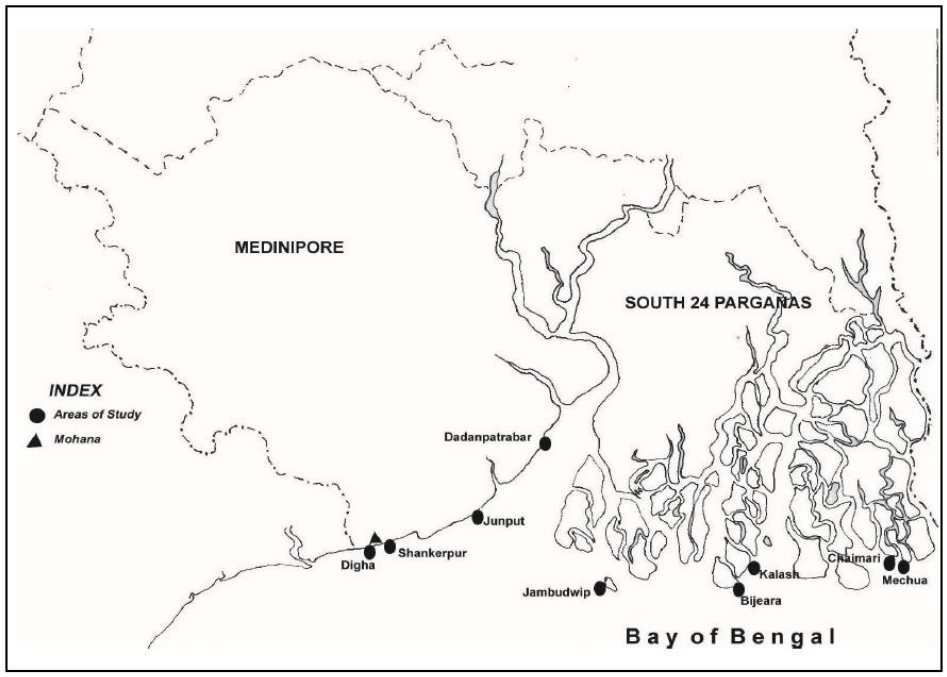 MEDINIPORE
SOUTH 24 PARGANAS
INDEX
Areas of Study
Mohana
Dadanpatrabar
Junput
Shankerpur
Digha
Jambudwip
Kalash
Bijeara
Chaimari
Mechua
Bay of Bengal